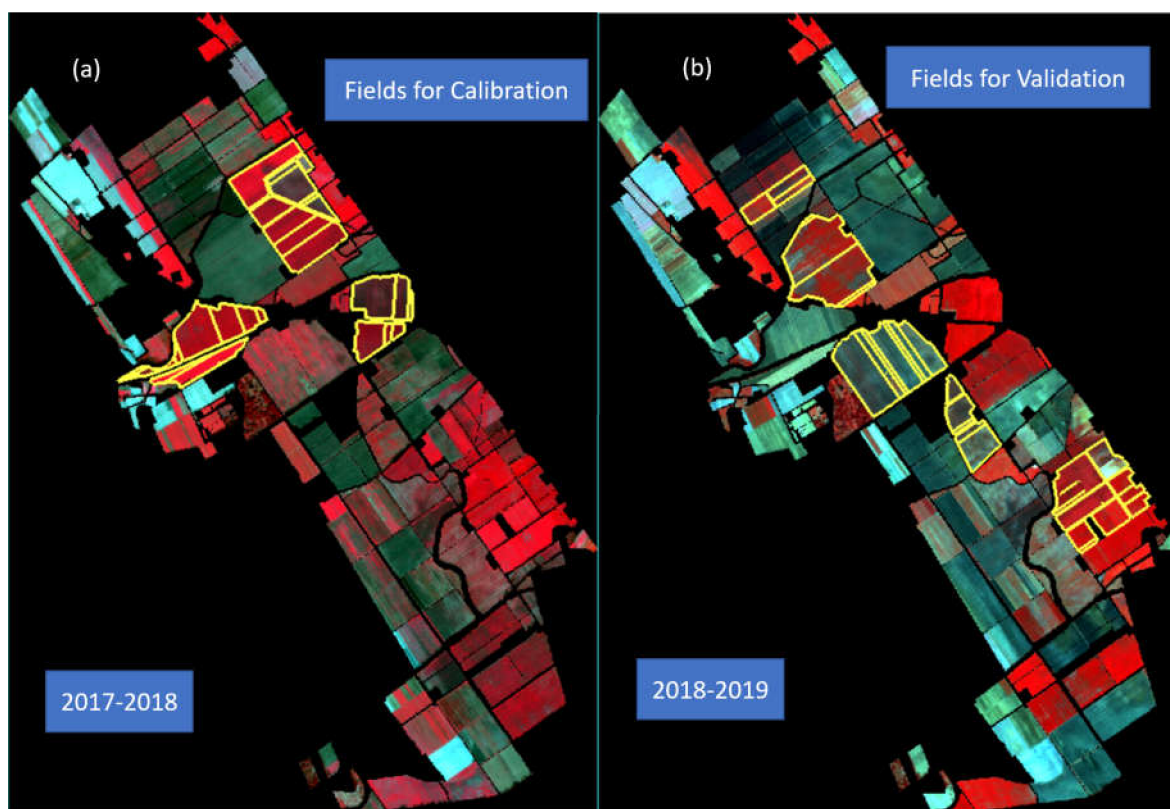 (a)
Fields for Calibration
2017-2018
(b)
Fields for Validation
2018-2019